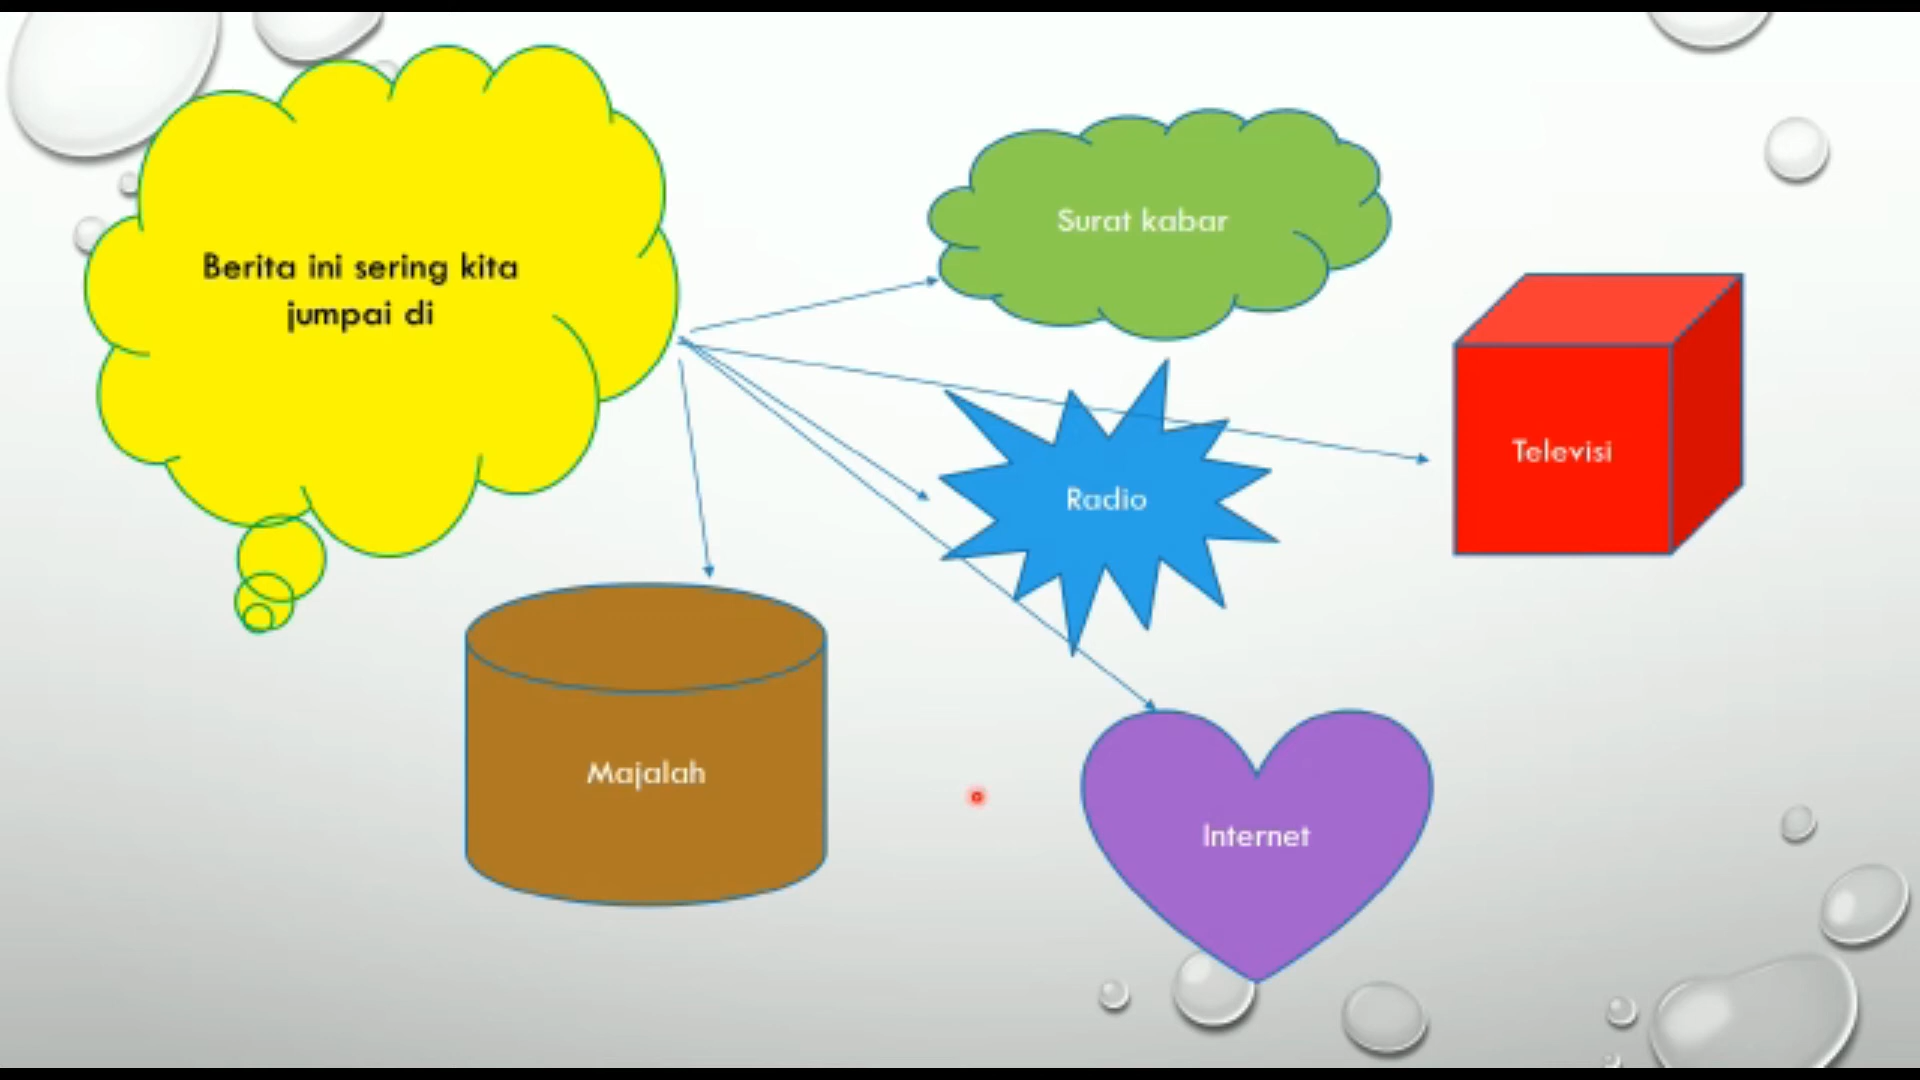 Berita ini sering kita
jumpai di
Surat kabar
Televisi
Radio
Majalah
Internet